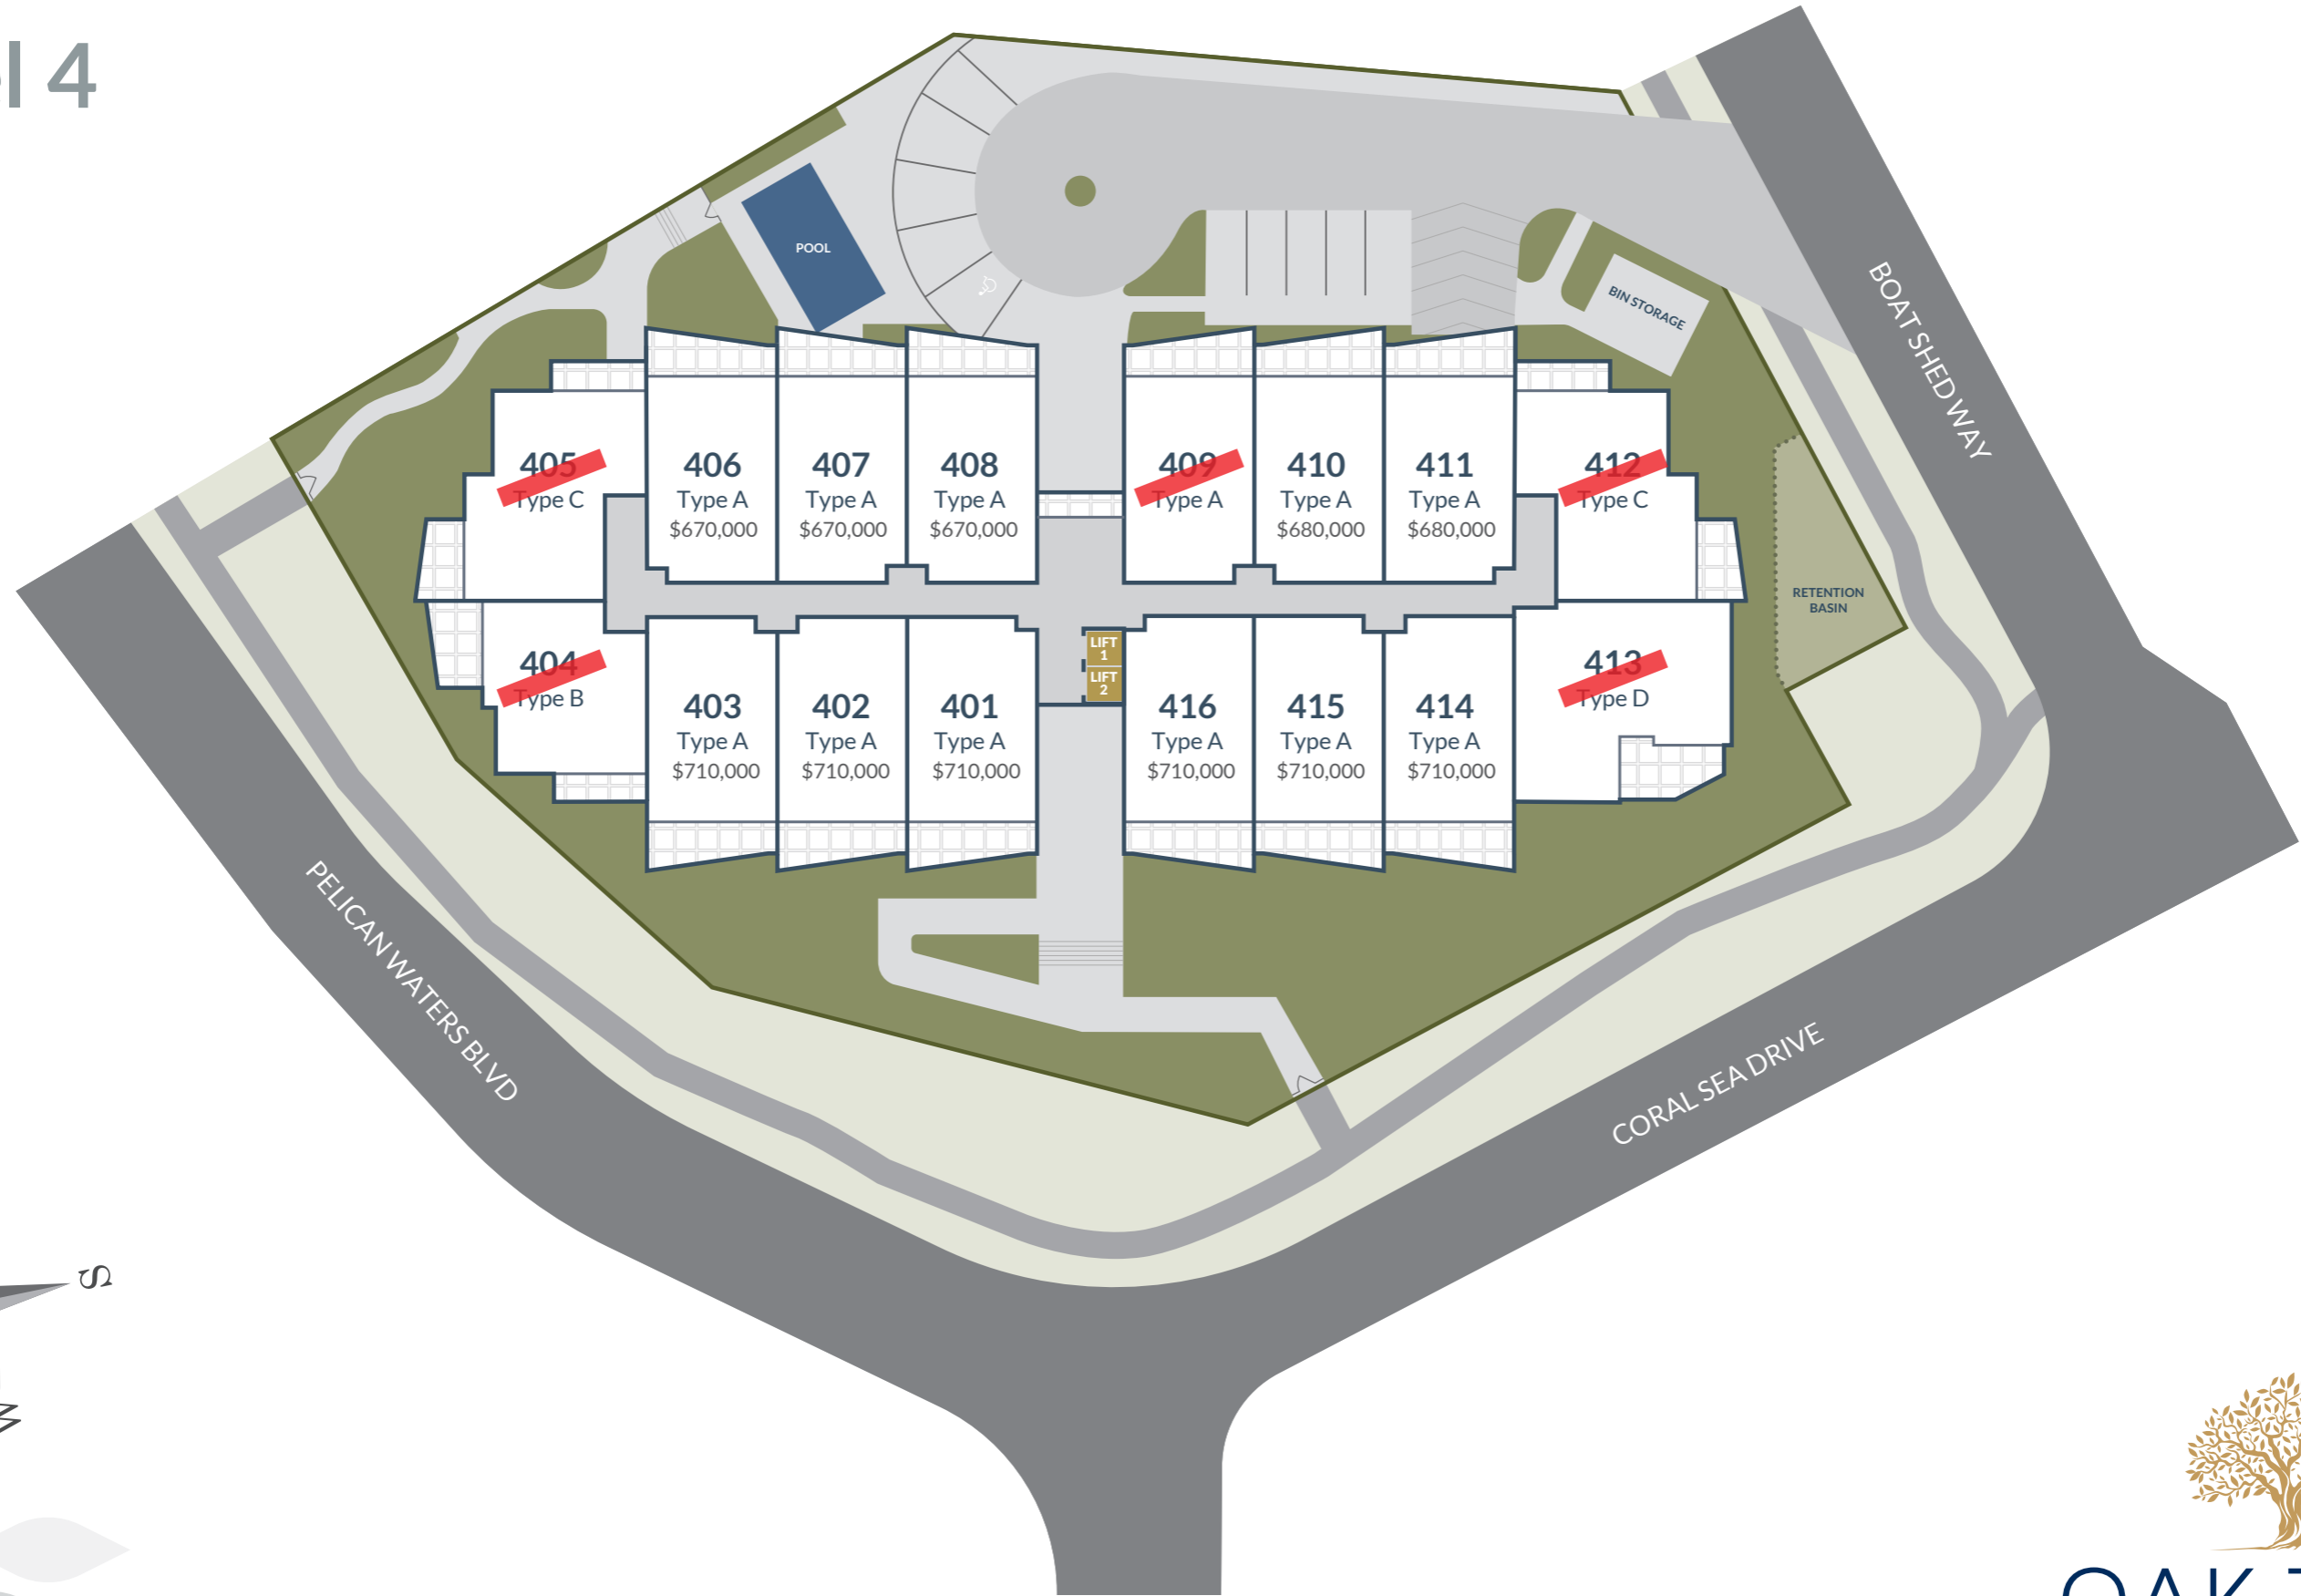 l 4
POOL
BIN STORAGE
BOAT SHED WAY
405
Type C
406
Type A
$670,000
407
Type A
$670,000
408
Type A
$670,000
409
Type A
410
Type A
$680,000
411
Type A
$680,000
412
Type C
RETENTION
BASIN
404
Type B
403
Type A
$710,000
402
Type A
$710,000
401
Type A
$710,000
LIFT
1
LIFT
2
416
Type A
$710,000
415
Type A
$710,000
414
Type A
$710,000
413
Type D
PELICAN WATERS BLVD
CORAL SEA DRIVE
S
W
OAK T